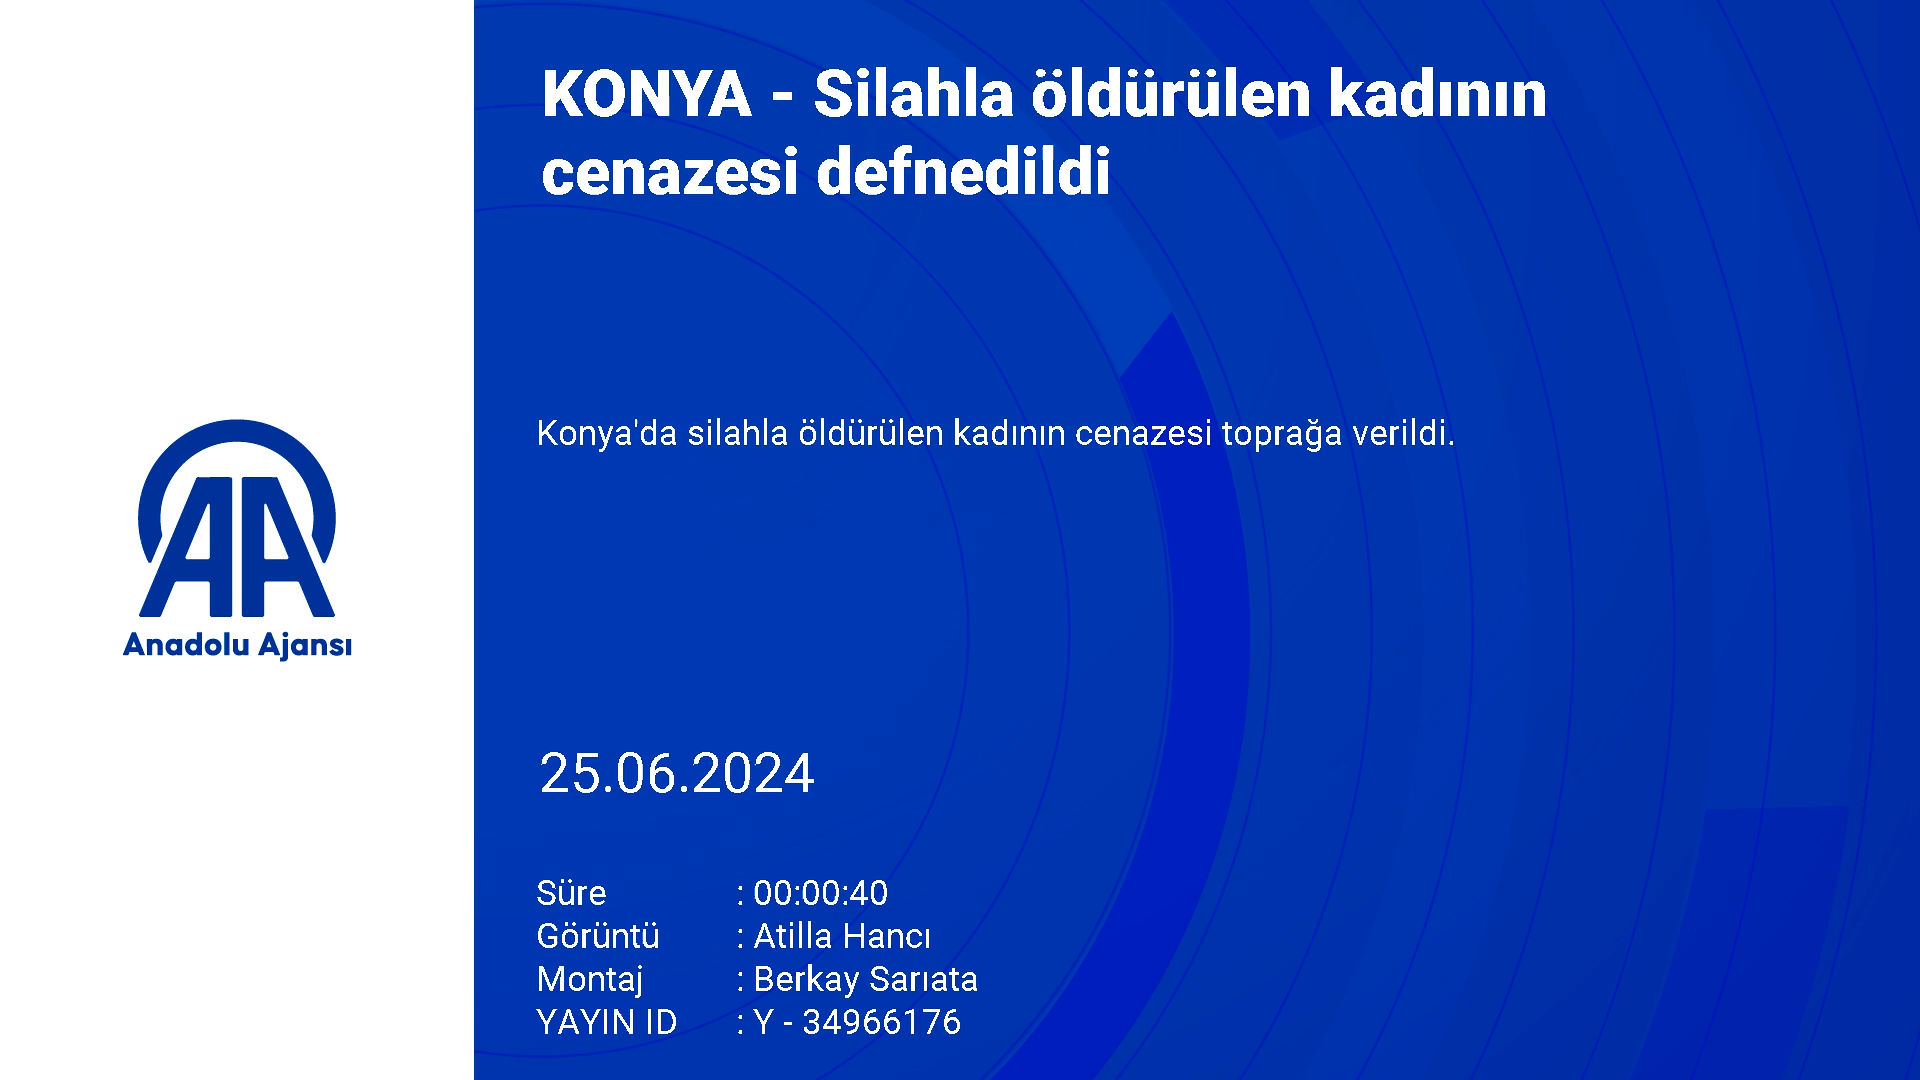 KONYA - Silahla öldürülen kadının
cenazesi defnedildi
Konya'da silahla öldürülen kadının cenazesi toprağa verildi.
AA
Anadolu Ajansı
25.06.2024
Süre : 00:00:40
Görüntü : Atilla Hancı
Montaj : Berkay Sarıata
YAYIN ID : Y - 34966176